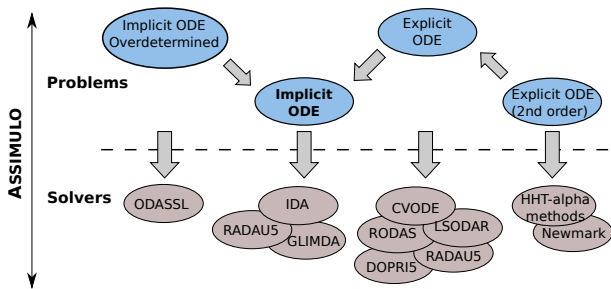 ASSIMULO
Problems
Implicit ODE
Overdetermined
Explicit
ODE
Implicit
ODE
Explicit ODE
(2nd order)
Solvers
ODASSL
IDA
RADAU5
GLIMDA
CVODE
RODAS
LSODAR
DOPRI5
RADAU5
HHT-alpha
methods
Newmark